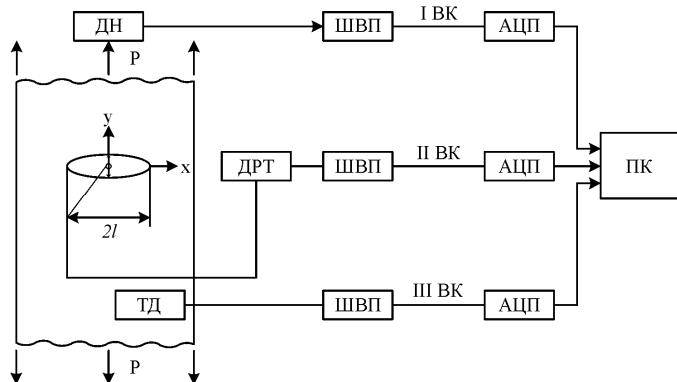 ДН ШВП I ВК АЦП
P
y
ДРТ ШВП II ВК АЦП ПК
x
2l
ТД ШВП III ВК АЦП
P